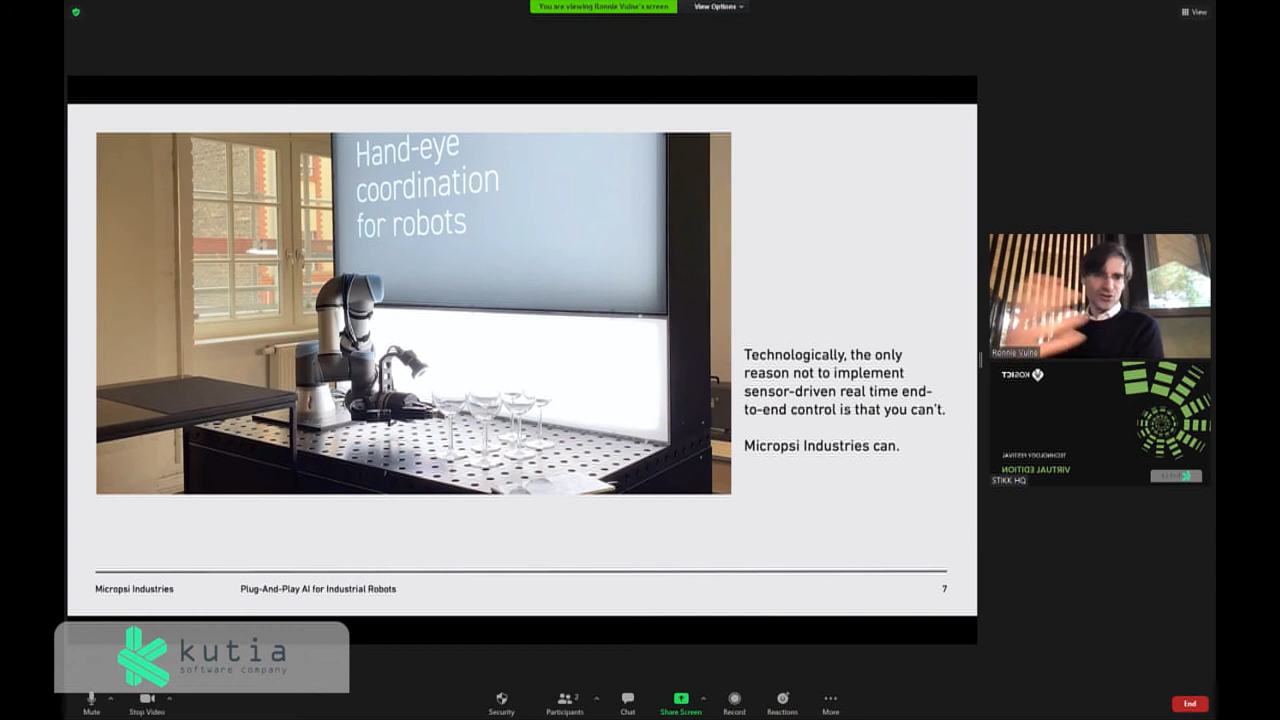 You are viewing Ronnie Vuine's screen
View Options
View
Hand-eye
coordination
for robots
Technologically, the only
reason not to implement
sensor-driven real time end-
to-end control is that you can't.
Micropsi Industries can.
Micropsi Industries
Plug-And-Play AI for Industrial Robots
7
Ronnie Vuine
KOSICT
TECHNOLOGY FESTIVAL
VIRTUAL EDITION
STIKK HQ
kutia
software company
Mute
Stop Video
Security
Participants
2
Chat
Share Screen
Record
Reactions
More
End